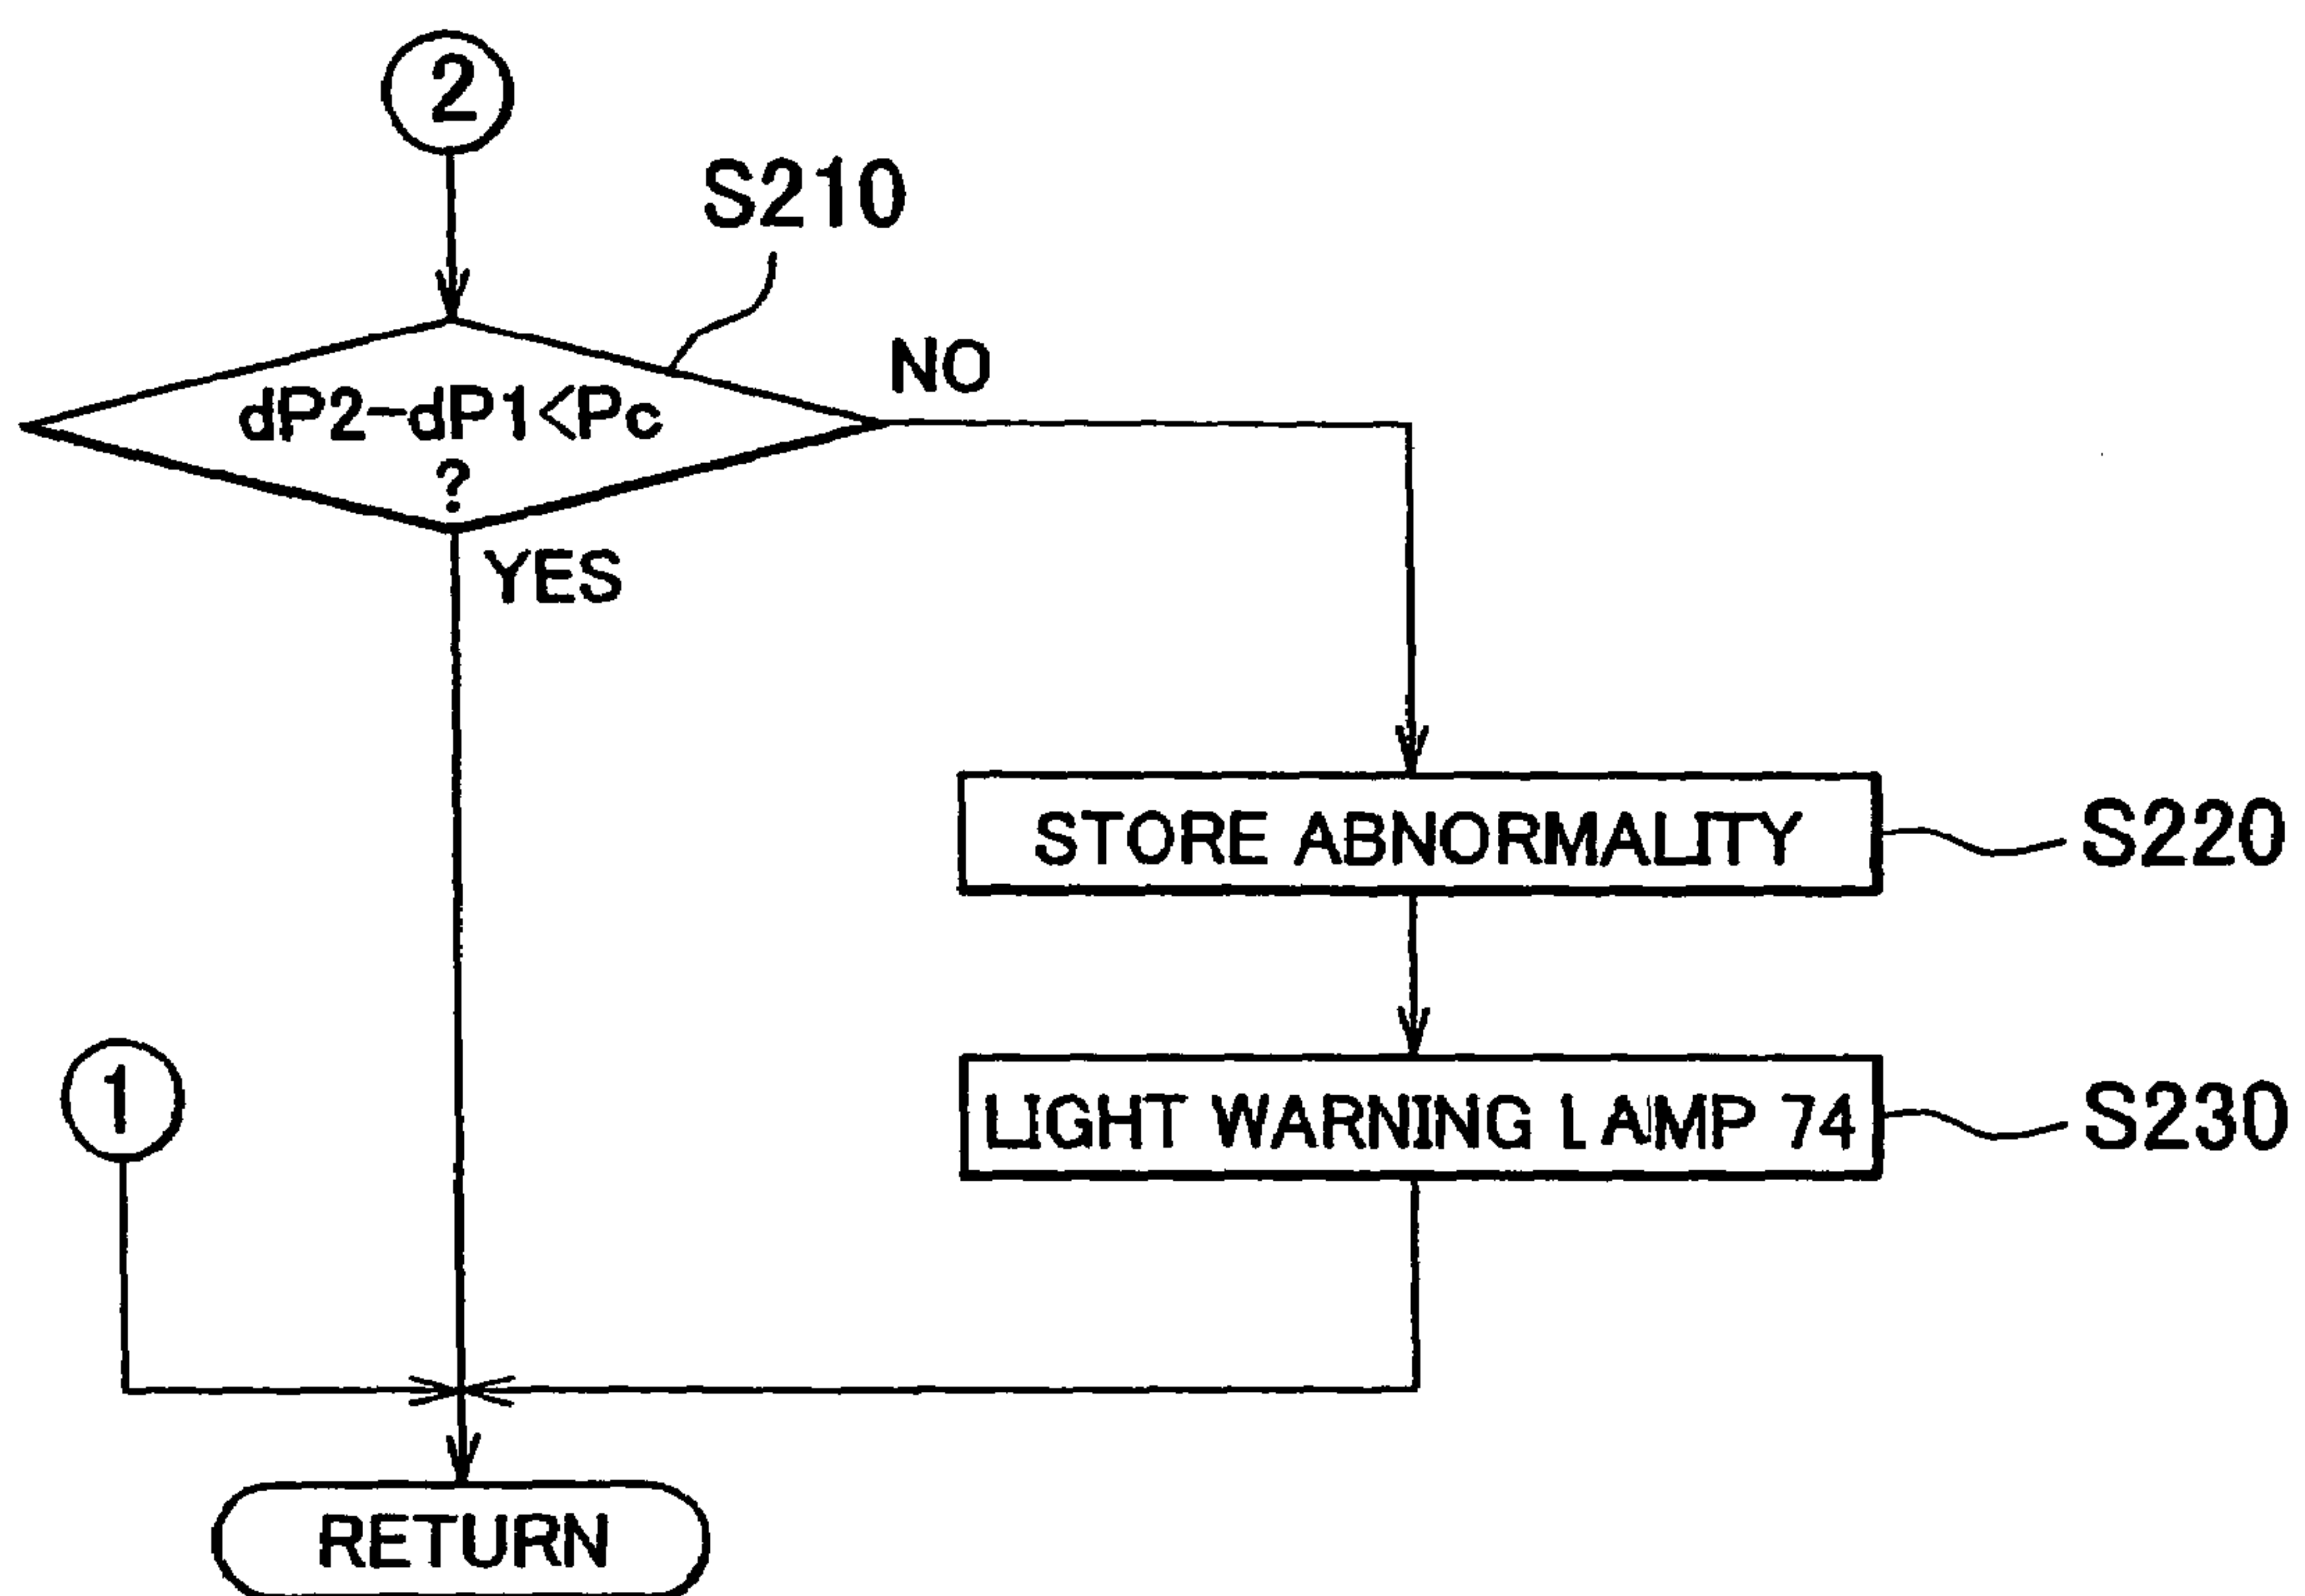 2
S210
NO
dP2-dP1<Pc
?
YES
STORE ABNORMALITY
S220
1
LIGHT WARNING LAMP 74
S230
RETURN